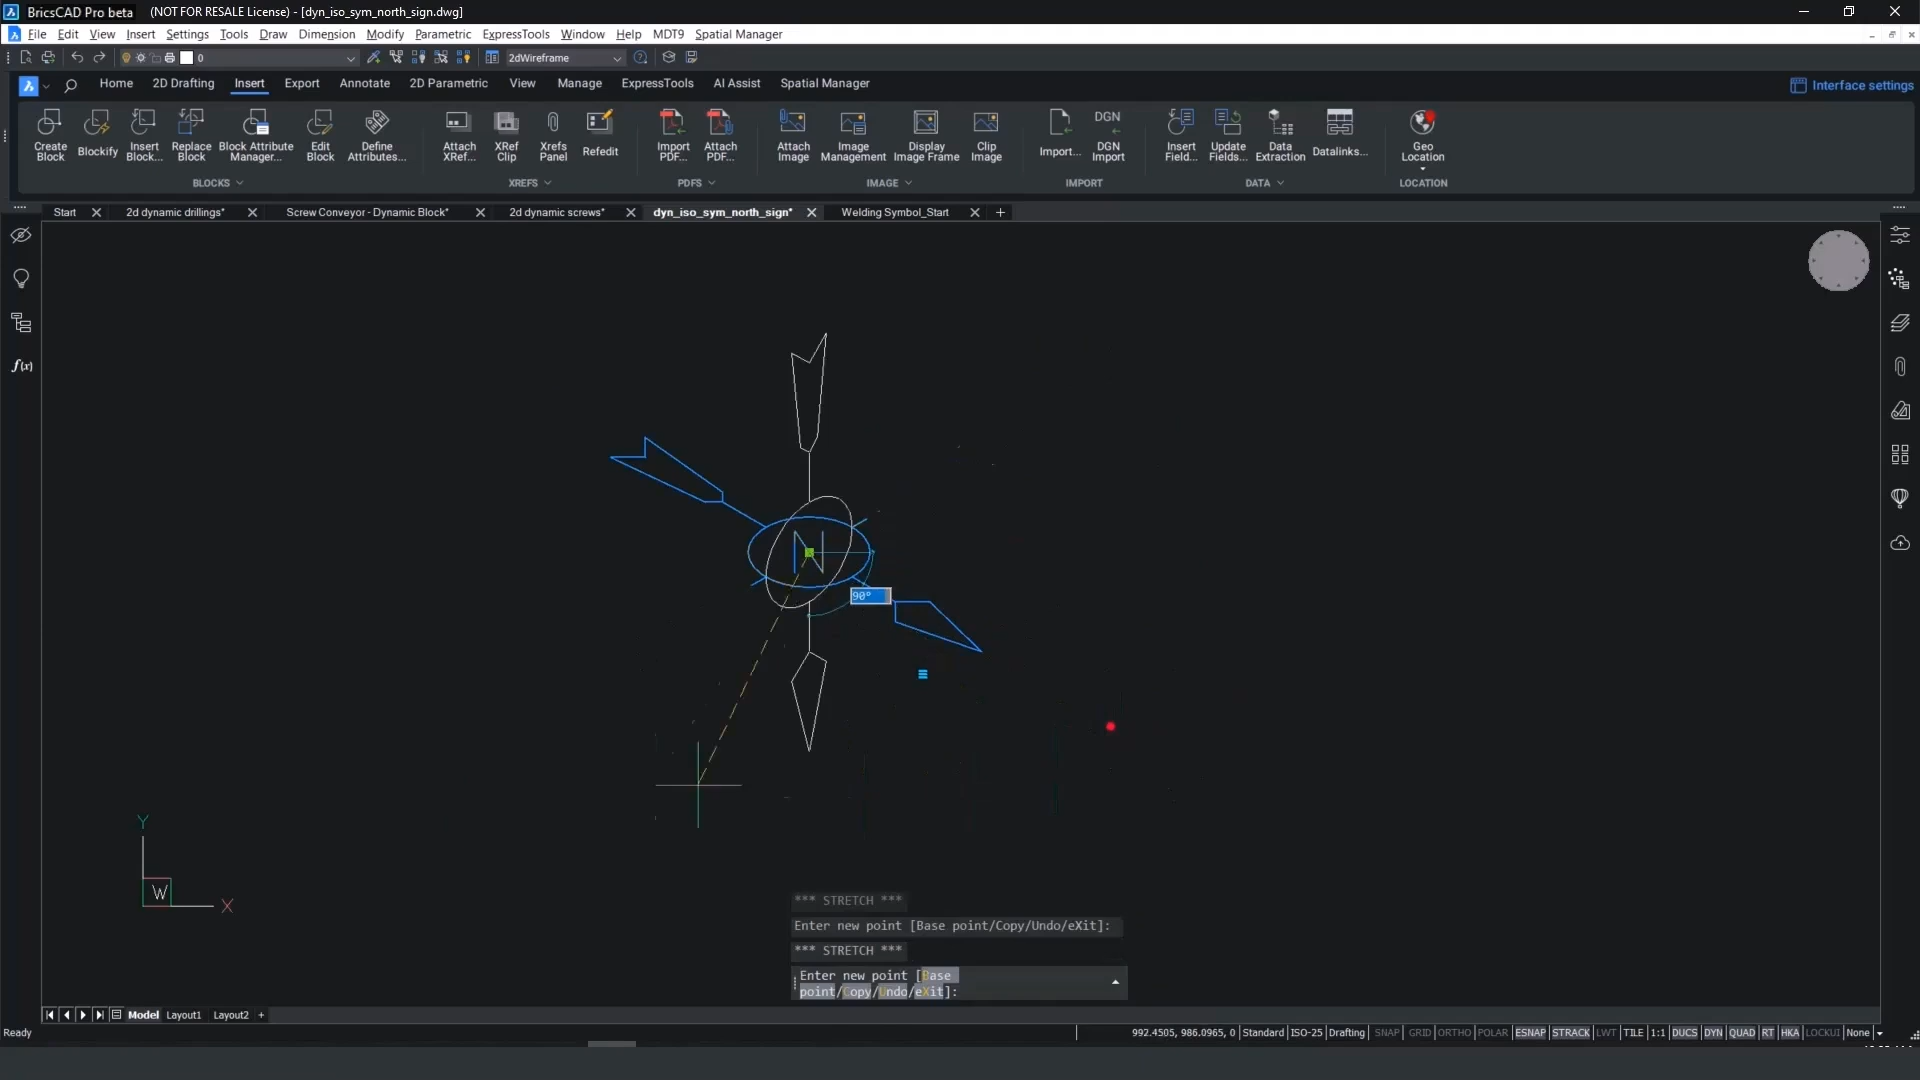 BricsCAD Pro beta (NOT FOR RESALE License) - [dyn_iso_sym_north_sign.dwg]
File Edit View Insert Settings Tools Draw Dimension Modify Parametric ExpressTools Window Help MDT9 Spatial Manager
0 2dWireframe
Home 2D Drafting Insert Export Annotate 2D Parametric View Manage ExpressTools AI Assist Spatial Manager Interface settings
Create Block Blockify Insert Block... Replace Block Block Attribute Manager... Edit Block Define Attributes... Attach XRef... XRef Clip Xrefs Panel Refedit Import PDF... Attach PDF... Attach Image Image Management Display Image Frame Clip Image Import... DGN DGN Import Insert Field... Update Fields... Data Extraction Datalinks... Geo Location
BLOCKS XREFS PDFS IMAGE IMPORT DATA LOCATION
Start 2d dynamic drillings* Screw Conveyor - Dynamic Block* 2d dynamic screws* dyn_iso_sym_north_sign* Welding Symbol_Start
f(x)
N
90°
Y
W
X
*** STRETCH ***
Enter new point [Base point/Copy/Undo/eXit]:
*** STRETCH ***
Enter new point [Base
point/Copy/Undo/eXit]:
Model Layout1 Layout2 +
Ready 992.4505, 986.0965, 0 Standard ISO-25 Drafting SNAP GRID ORTHO POLAR ESNAP STRACK LWT TILE 1:1 DUCS DYN QUAD RT HKA LOCKUI None